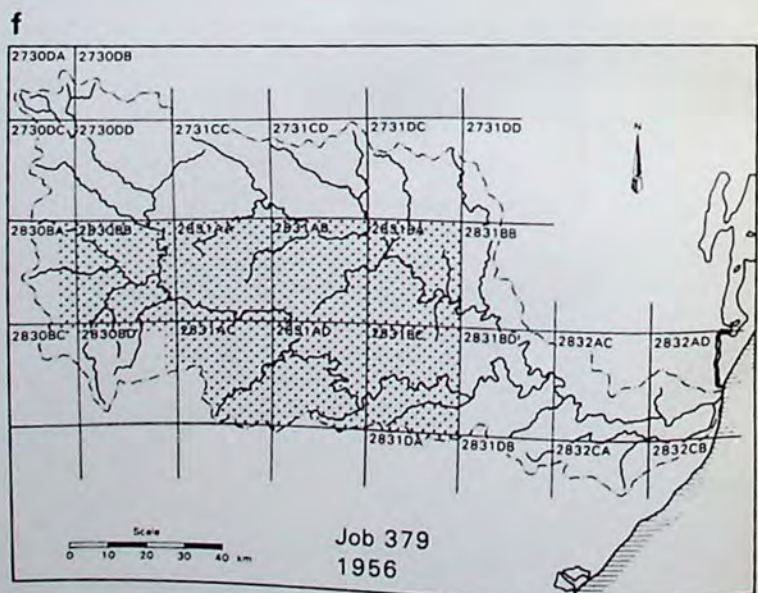 f
2730DA 2730DB
2730DC 2730DD 2731CC 2731CD 2731DC 2731DD
N
2830BA 2830BB 2831AA 2831AB 2831BA 2831BB
2830BC 2830BD 2831AC 2831AD 2831BC 2831BD 2832AC 2832AD
2831DA 2831DB 2832CA 2832CB
Scale
0 10 20 30 40 km
Job 379
1956